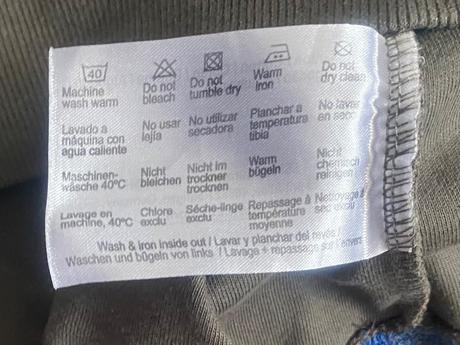 40
Machine wash warm
Do not bleach
Do not tumble dry
Warm iron
Do not dry clean
Lavado a máquina con agua caliente
No usar lejía
No utilizar secadora
Planchar a temperatura tibia
No lavar en seco
Maschinen-wäsche 40°C
Nicht bleichen
Nicht im trockner trocknen
Warm bügeln
Nicht chemisch reinigen
Lavage en machine, 40°C
Chlore exclu
Séche-linge exclu
Repassage à température moyenne
Nettoyage à sec exclu
Wash & iron inside out / Lavar y planchar del revés /
Waschen und bügeln von links / Lavage + repassage sur l'envers